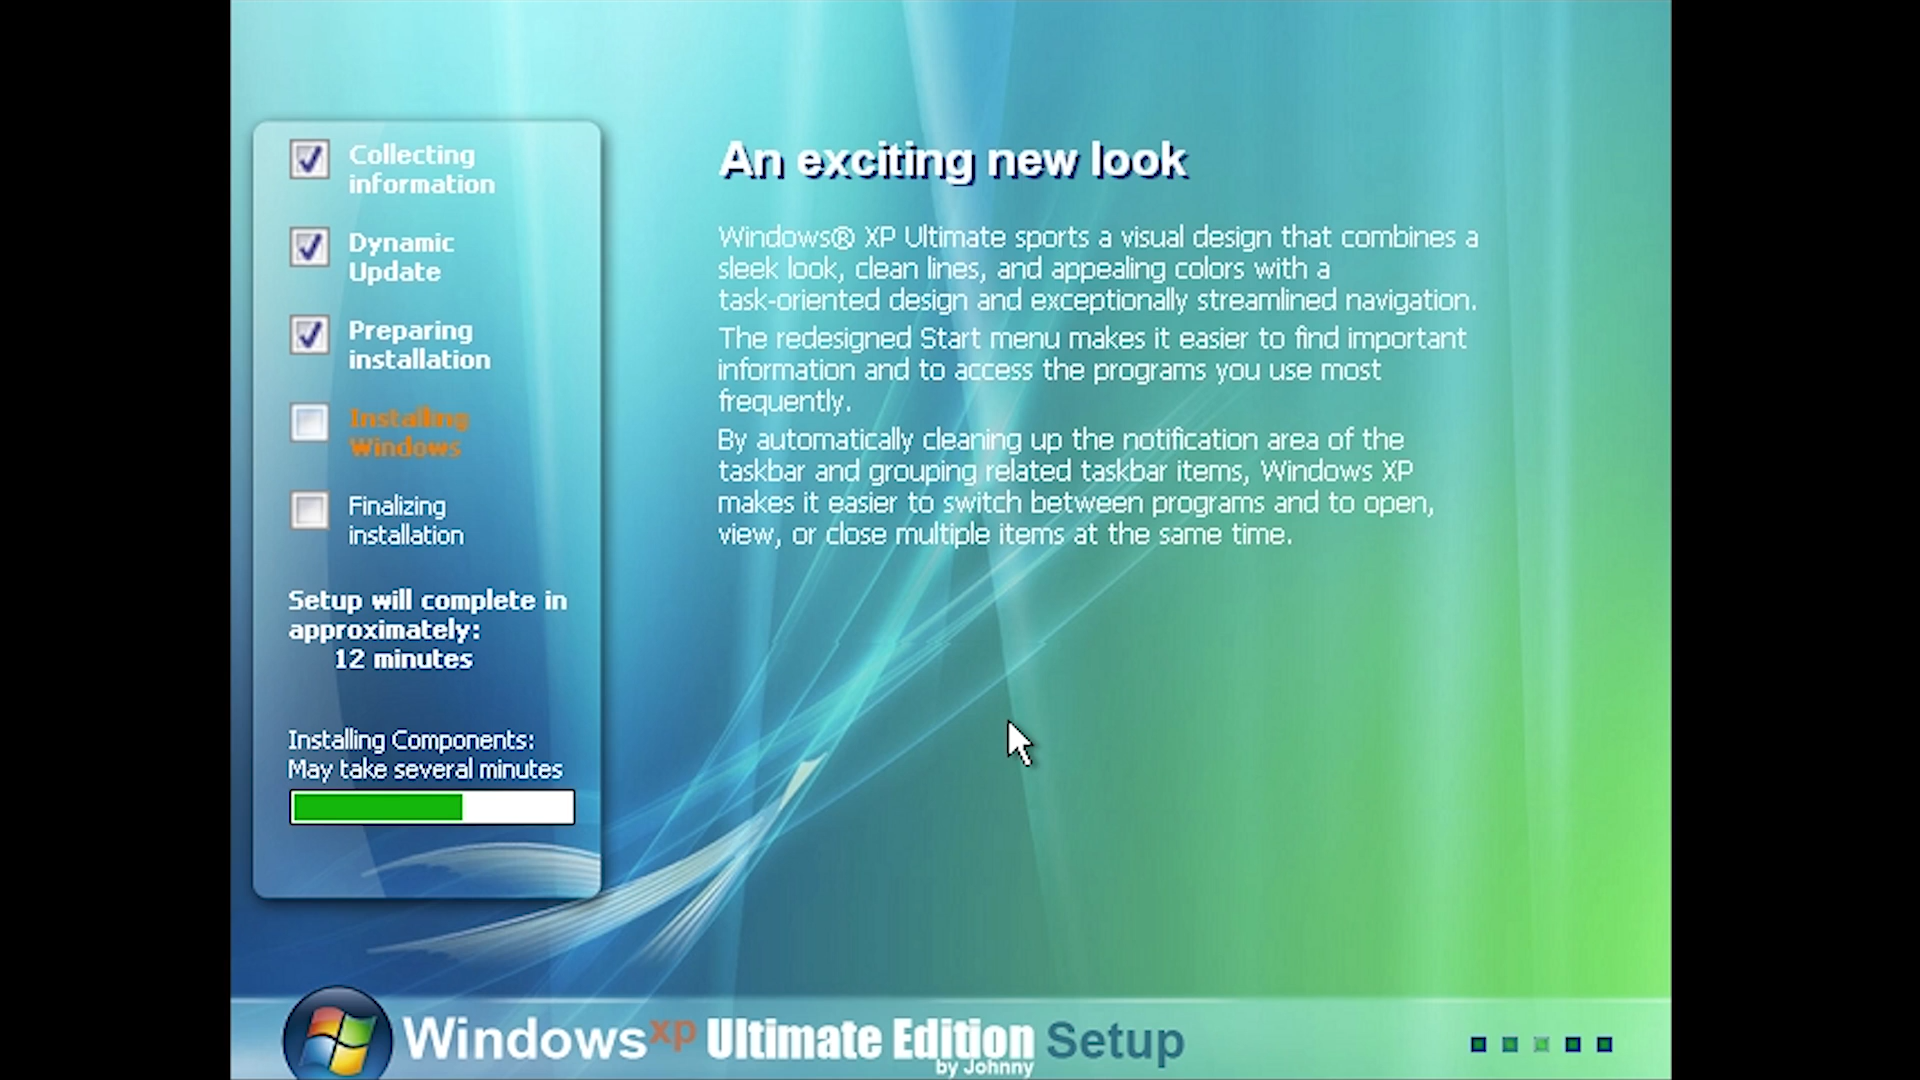 Collecting
information
Dynamic
Update
Preparing
installation
Installing
Windows
Finalizing
installation
Setup will complete in
approximately:
12 minutes
Installing Components:
May take several minutes
An exciting new look
Windows® XP Ultimate sports a visual design that combines a
sleek look, clean lines, and appealing colors with a
task-oriented design and exceptionally streamlined navigation.
The redesigned Start menu makes it easier to find important
information and to access the programs you use most
frequently.
By automatically cleaning up the notification area of the
taskbar and grouping related taskbar items, Windows XP
makes it easier to switch between programs and to open,
view, or close multiple items at the same time.
Windows xp Ultimate Edition Setup
by Johnny